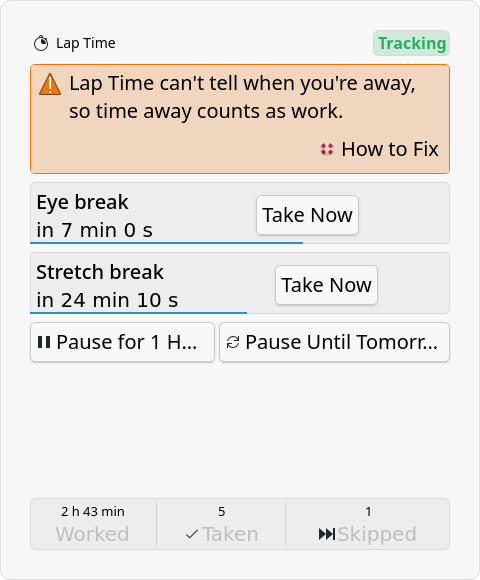 Lap Time
Tracking
Lap Time can't tell when you're away,
so time away counts as work.
How to Fix
Eye break
in 7 min 0 s
Take Now
Stretch break
in 24 min 10 s
Take Now
Pause for 1 H...
Pause Until Tomorr...
2 h 43 min
5
1
Worked
Taken
Skipped